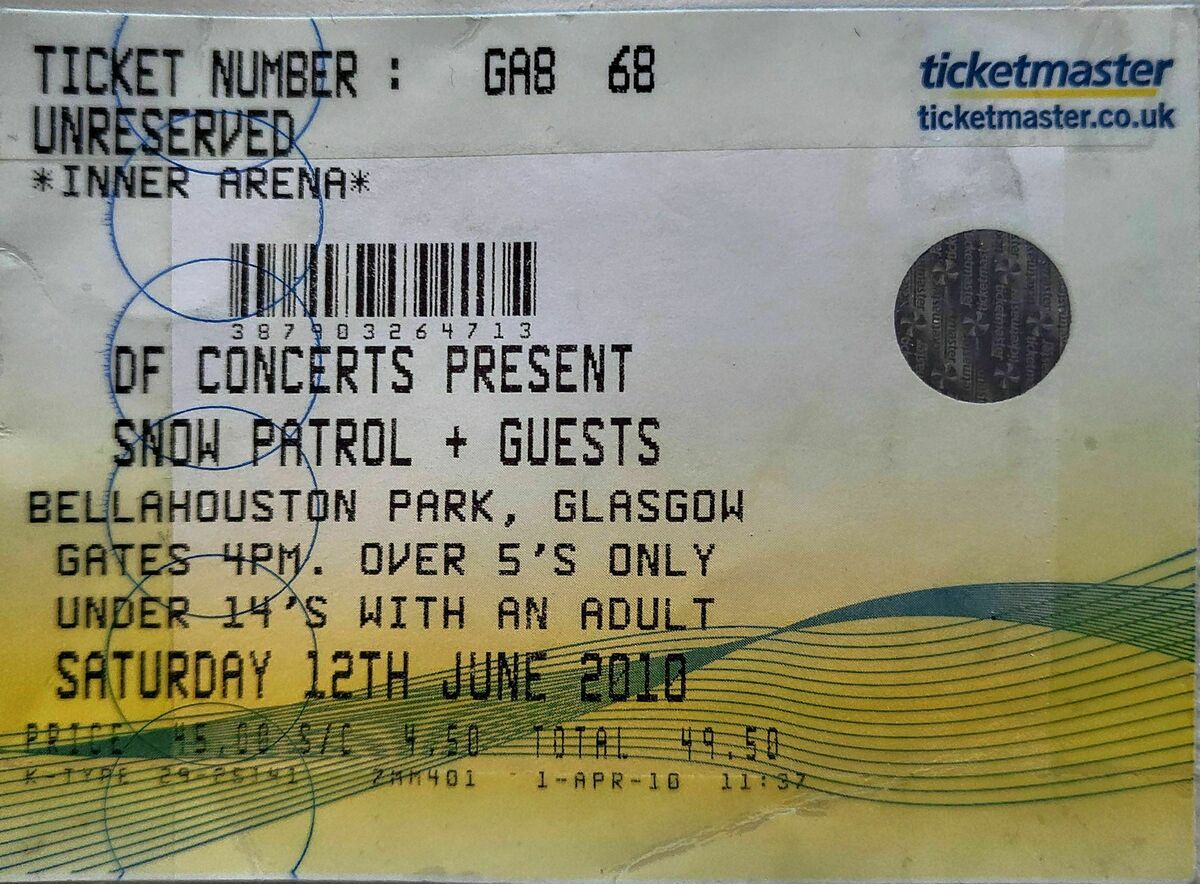 TICKET NUMBER : GA8 68
ticketmaster
ticketmaster.co.uk
UNRESERVED
*INNER ARENA*
387903264713
DF CONCERTS PRESENT
SNOW PATROL + GUESTS
BELLAHOUSTON PARK, GLASGOW
GATES 4PM. OVER 5'S ONLY
UNDER 14'S WITH AN ADULT
SATURDAY 12TH JUNE 2010
PRICE 45.00 S/C 4.50 TOTAL 49.50
K-TYPE ZMM401 1-APR-10 11:37